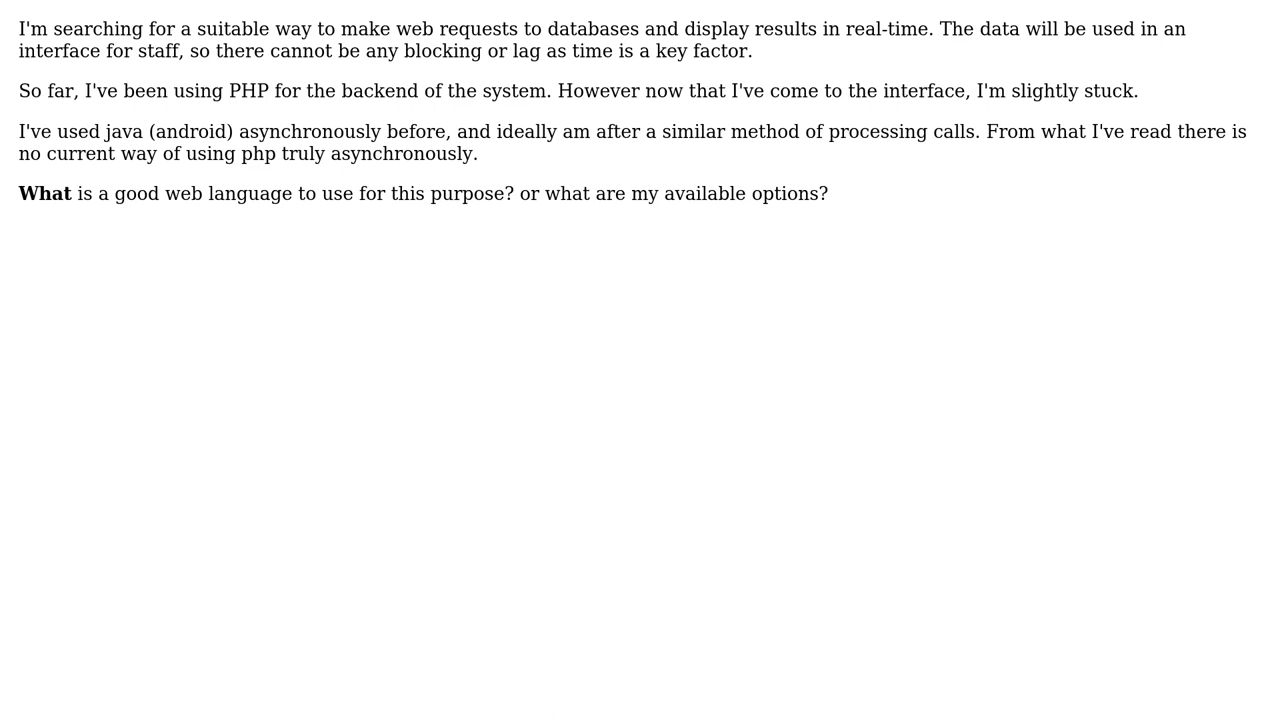 I'm searching for a suitable way to make web requests to databases and display results in real-time. The data will be used in an
interface for staff, so there cannot be any blocking or lag as time is a key factor.
So far, I've been using PHP for the backend of the system. However now that I've come to the interface, I'm slightly stuck.
I've used java (android) asynchronously before, and ideally am after a similar method of processing calls. From what I've read there is
no current way of using php truly asynchronously.
What is a good web language to use for this purpose? or what are my available options?